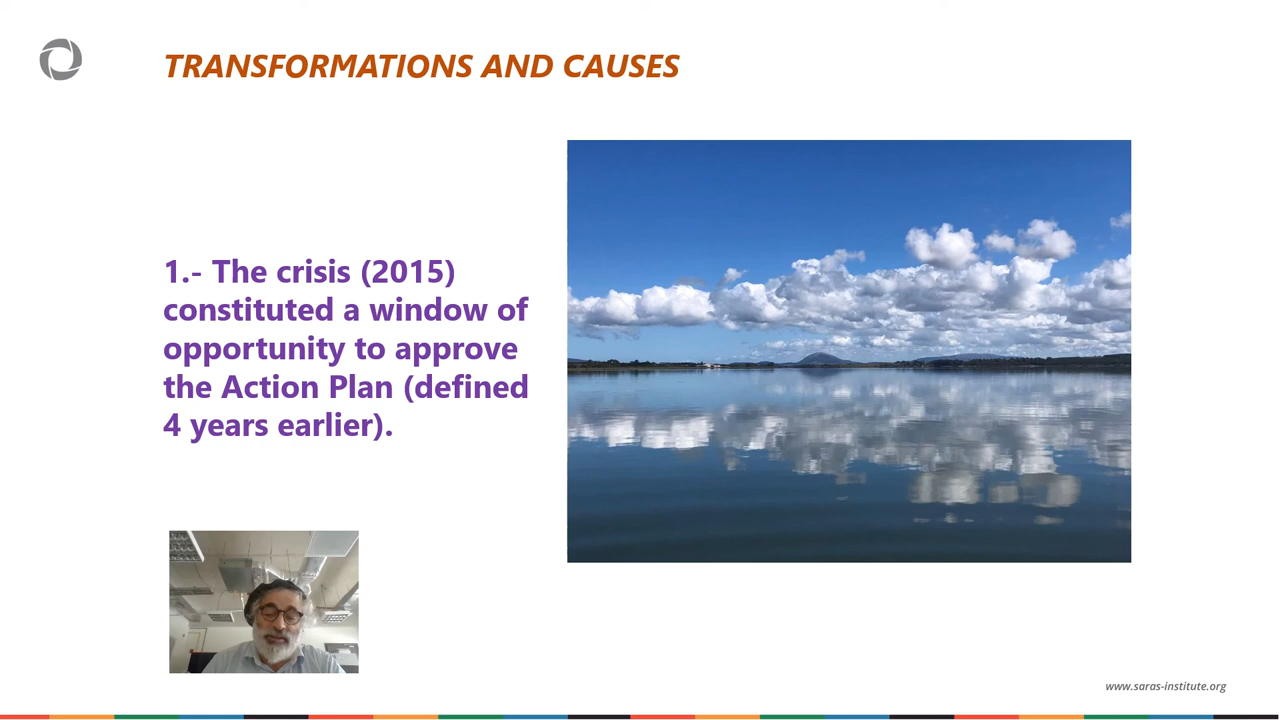 TRANSFORMATIONS AND CAUSES
1.- The crisis (2015)
constituted a window of
opportunity to approve
the Action Plan (defined
4 years earlier).
www.saras-institute.org